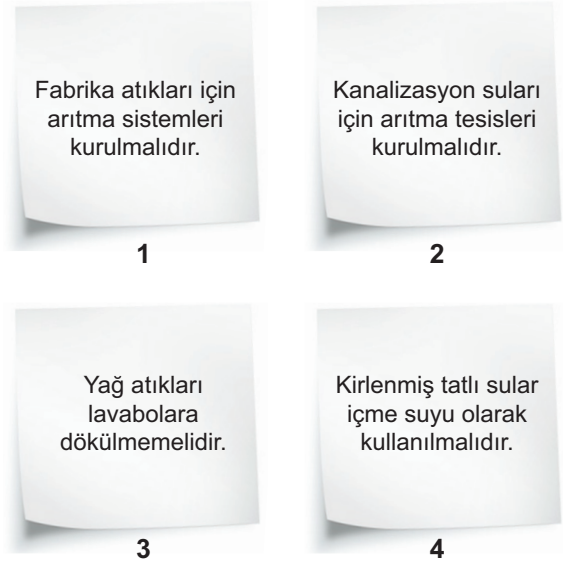 Fabrika atıkları için
arıtma sistemleri
kurulmalıdır.
1
Kanalizasyon suları
için arıtma tesisleri
kurulmalıdır.
2
Yağ atıkları
lavabolara
dökülmemelidir.
3
Kirlenmiş tatlı sular
içme suyu olarak
kullanılmalıdır.
4